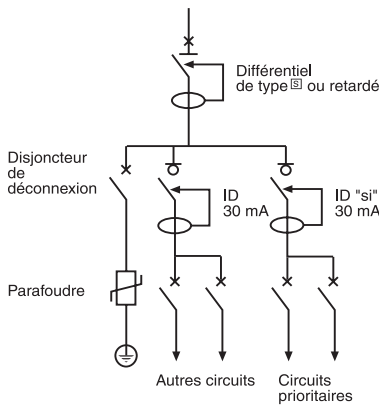 Différentiel
de type S ou retardé
Disjoncteur
de
déconnexion
ID
30 mA
ID "si"
30 mA
Parafoudre
Autres circuits
Circuits
prioritaires